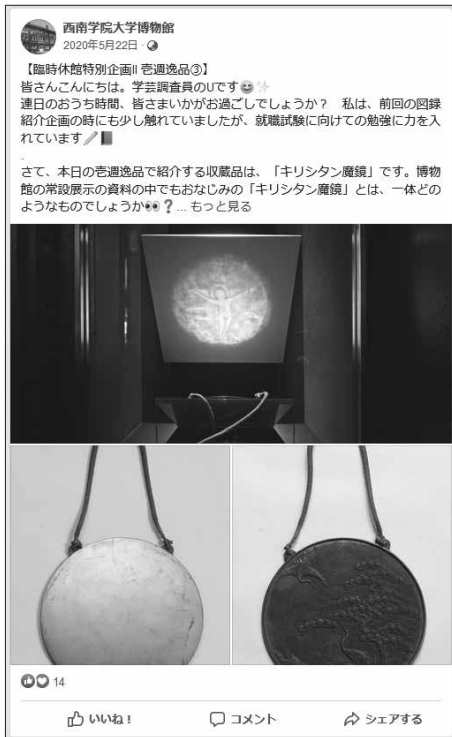 西南学院大学博物館
2020年5月22日・
【臨時休館特別企画II 壱週逸品③】
皆さんこんにちは。学芸調査員のUです😊✨
連日のおうち時間、皆さまいかがお過ごしでしょうか？　私は、前回の図録
紹介企画の時にも少し触れていましたが、就職試験に向けての勉強に力を入
れています🖊📓
.
さて、本日の壱週逸品で紹介する収蔵品は、「キリシタン魔鏡」です。博物
館の常設展示の資料の中でもおなじみの「キリシタン魔鏡」とは、一体どの
ようなものでしょうか👀❓... もっと見る
14
いいね！
コメント
シェアする